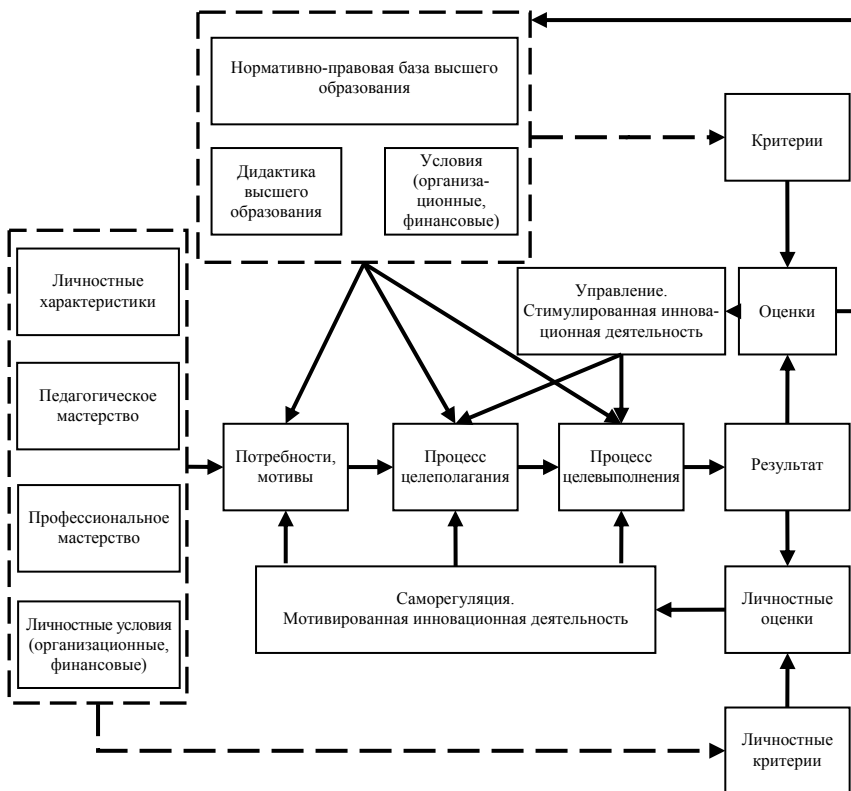 Нормативно-правовая база высшего
образования
Критерии
Дидактика
высшего
образования
Условия
(организа-
ционные,
финансовые)
Личностные
характеристики
Управление.
Стимулированная иннова-
ционная деятельность
Оценки
Педагогическое
мастерство
Потребности,
мотивы
Процесс
целеполагания
Процесс
целевыполнения
Результат
Профессиональное
мастерство
Саморегуляция.
Мотивированная инновационная деятельность
Личностные
оценки
Личностные условия
(организационные,
финансовые)
Личностные
критерии